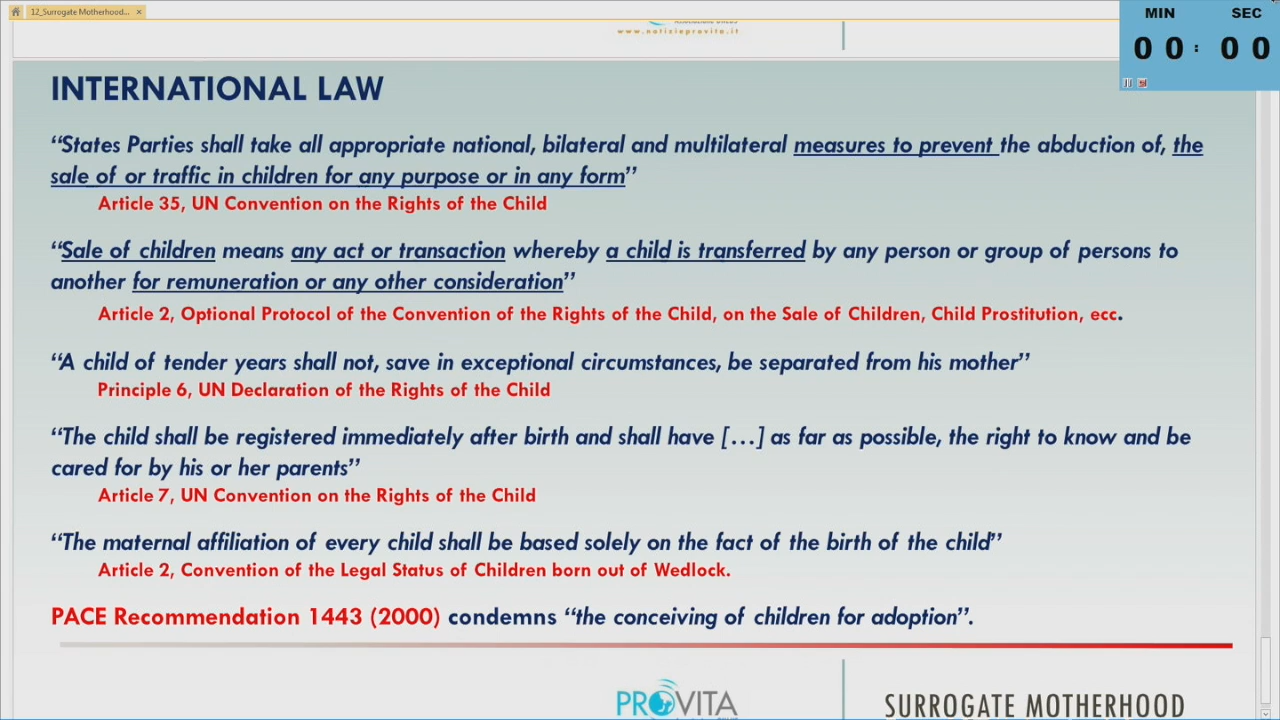 12_Surrogate Motherhood...
MIN SEC
00:00
www.notizieprovita.it
INTERNATIONAL LAW
“States Parties shall take all appropriate national, bilateral and multilateral measures to prevent the abduction of, the
sale of or traffic in children for any purpose or in any form”
Article 35, UN Convention on the Rights of the Child
“Sale of children means any act or transaction whereby a child is transferred by any person or group of persons to
another for remuneration or any other consideration”
Article 2, Optional Protocol of the Convention of the Rights of the Child, on the Sale of Children, Child Prostitution, ecc.
“A child of tender years shall not, save in exceptional circumstances, be separated from his mother”
Principle 6, UN Declaration of the Rights of the Child
“The child shall be registered immediately after birth and shall have […] as far as possible, the right to know and be
cared for by his or her parents”
Article 7, UN Convention on the Rights of the Child
“The maternal affiliation of every child shall be based solely on the fact of the birth of the child”
Article 2, Convention of the Legal Status of Children born out of Wedlock.
PACE Recommendation 1443 (2000) condemns “the conceiving of children for adoption”.
PROVITA
SURROGATE MOTHERHOOD